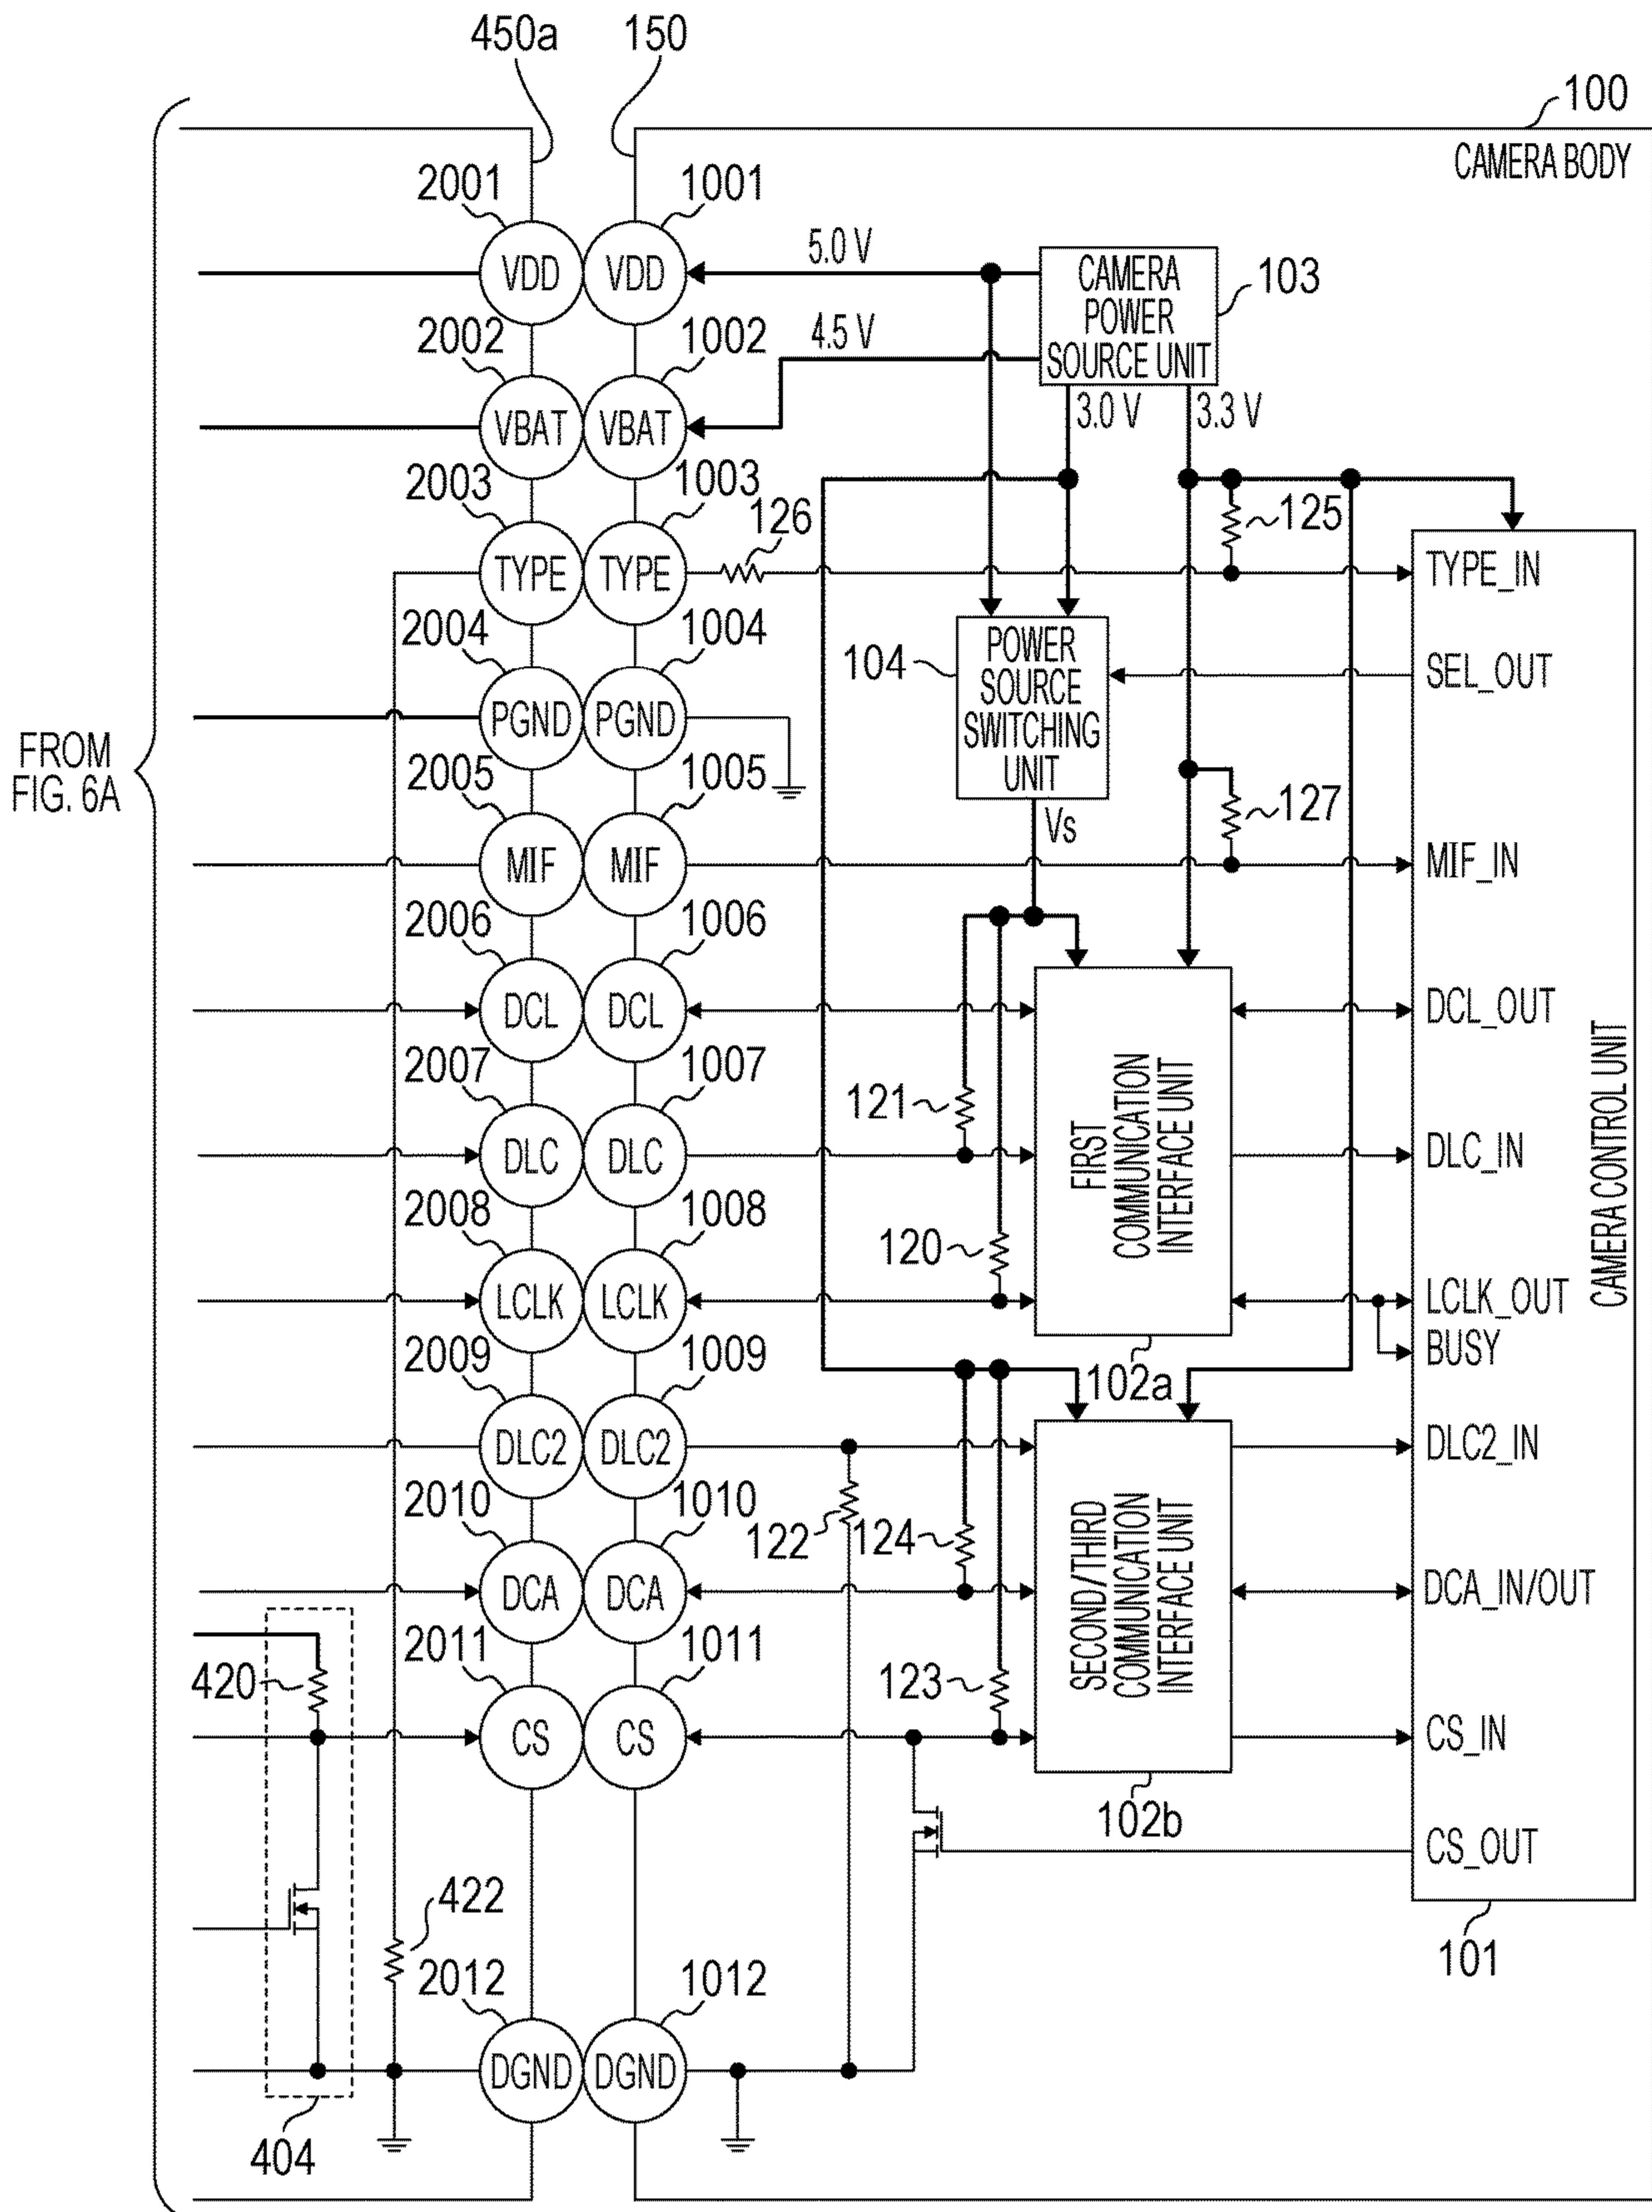 450a
150
100
CAMERA BODY
2001
1001
VDD
VDD
5.0 V
CAMERA
POWER
SOURCE UNIT
103
2002
1002
VBAT
VBAT
4.5 V
3.0 V
3.3 V
2003
1003
126
125
TYPE
TYPE
TYPE_IN
2004
1004
104
POWER
SOURCE
SWITCHING
UNIT
SEL_OUT
PGND
PGND
FROM
FIG. 6A
2005
1005
Vs
127
MIF
MIF
MIF_IN
2006
1006
DCL
DCL
DCL_OUT
2007
1007
121
FIRST
COMMUNICATION
INTERFACE UNIT
CAMERA CONTROL UNIT
DLC
DLC
DLC_IN
2008
1008
120
LCLK
LCLK
LCLK_OUT
BUSY
2009
1009
102a
DLC2
DLC2
DLC2_IN
2010
1010
122
124
SECOND/THIRD
COMMUNICATION
INTERFACE UNIT
DCA
DCA
DCA_IN/OUT
2011
1011
420
123
CS
CS
CS_IN
102b
CS_OUT
422
101
2012
1012
DGND
DGND
404